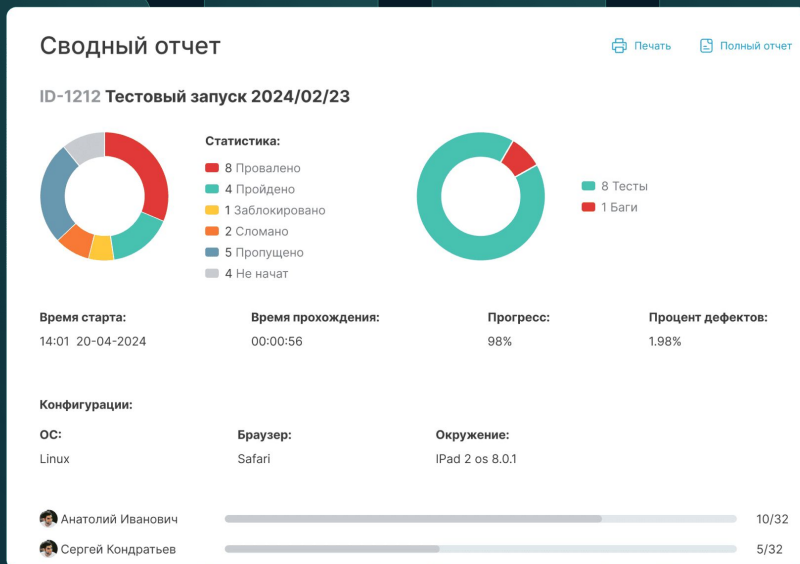 Сводный отчет
Печать
Полный отчет
ID-1212 Тестовый запуск 2024/02/23
Статистика:
8 Провалено
4 Пройдено
1 Заблокировано
2 Сломано
5 Пропущено
4 Не начат
8 Тесты
1 Баги
Время старта: Время прохождения: Прогресс: Процент дефектов:
14:01 20-04-2024 00:00:56 98% 1.98%
Конфигурации:
ОС: Браузер: Окружение:
Linux Safari IPad 2 os 8.0.1
Анатолий Иванович 10/32
Сергей Кондратьев 5/32